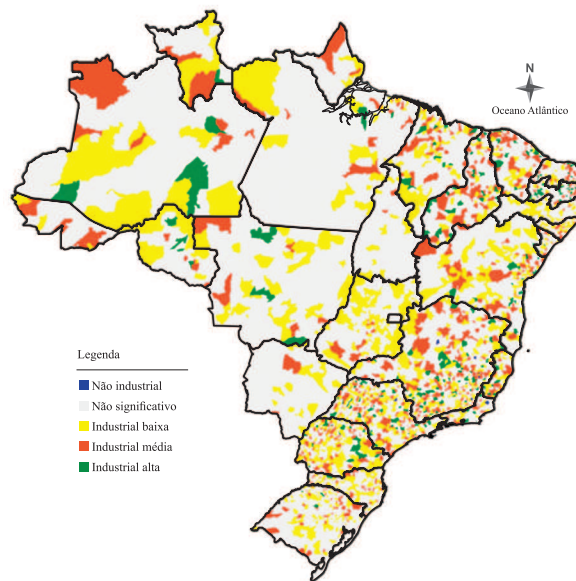 N
Oceano Atlântico
Legenda
Não industrial
Não significativo
Industrial baixa
Industrial média
Industrial alta